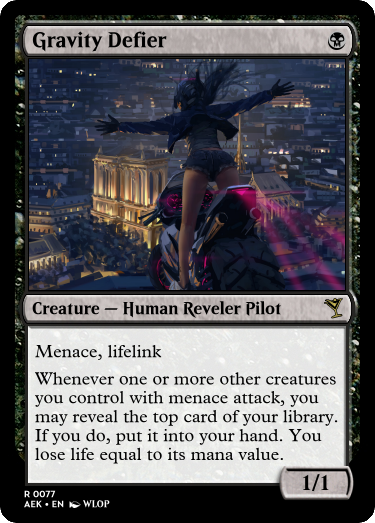 Gravity Defier
Creature — Human Reveler Pilot
Menace, lifelink
Whenever one or more other creatures
you control with menace attack, you
may reveal the top card of your library.
If you do, put it into your hand. You
lose life equal to its mana value.
1/1
R 0077
AEK • EN WLOP